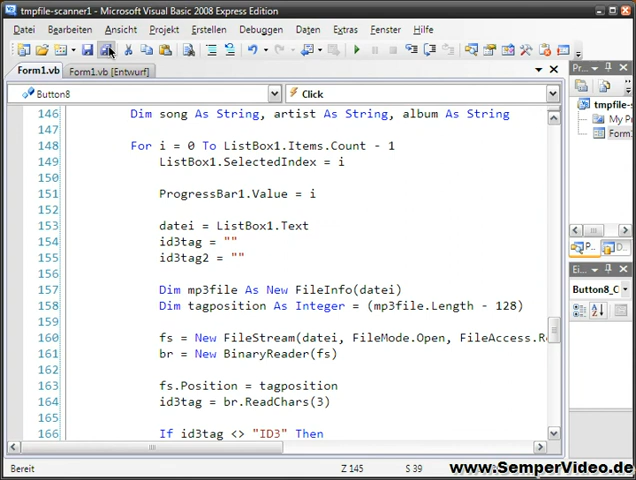 tmpfile-scanner1 - Microsoft Visual Basic 2008 Express Edition
Datei Bearbeiten Ansicht Projekt Erstellen Debuggen Daten Extras Fenster Hilfe
Form1.vb Form1.vb [Entwurf]
Pr...
Button8 Click
tmpfile-s
My Pr
Form1
146 Dim song As String, artist As String, album As String
147
148 For i = 0 To ListBox1.Items.Count - 1
149 ListBox1.SelectedIndex = i
150
151 ProgressBar1.Value = i
152
153 datei = ListBox1.Text
154 id3tag = ""
155 id3tag2 = ""
156
157 Dim mp3file As New FileInfo(datei)
158 Dim tagposition As Integer = (mp3file.Length - 128)
159
160 fs = New FileStream(datei, FileMode.Open, FileAccess.Re
161 br = New BinaryReader(fs)
162
163 fs.Position = tagposition
164 id3tag = br.ReadChars(3)
165
166 If id3tag <> "ID3" Then
P... D...
Ei...
Button8_C
Bereit Z 145 S 39
www.SemperVideo.de